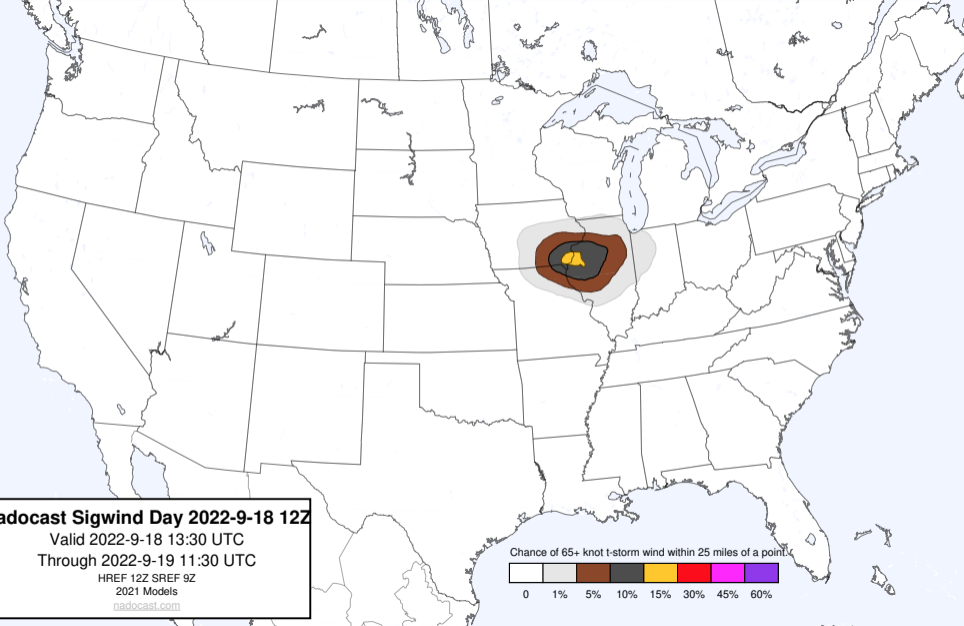 adocast Sigwind Day 2022-9-18 12Z
Valid 2022-9-18 13:30 UTC
Through 2022-9-19 11:30 UTC
HREF 12Z SREF 9Z
2021 Models
nadocast.com
Chance of 65+ knot t-storm wind within 25 miles of a point.
0 1% 5% 10% 15% 30% 45% 60%